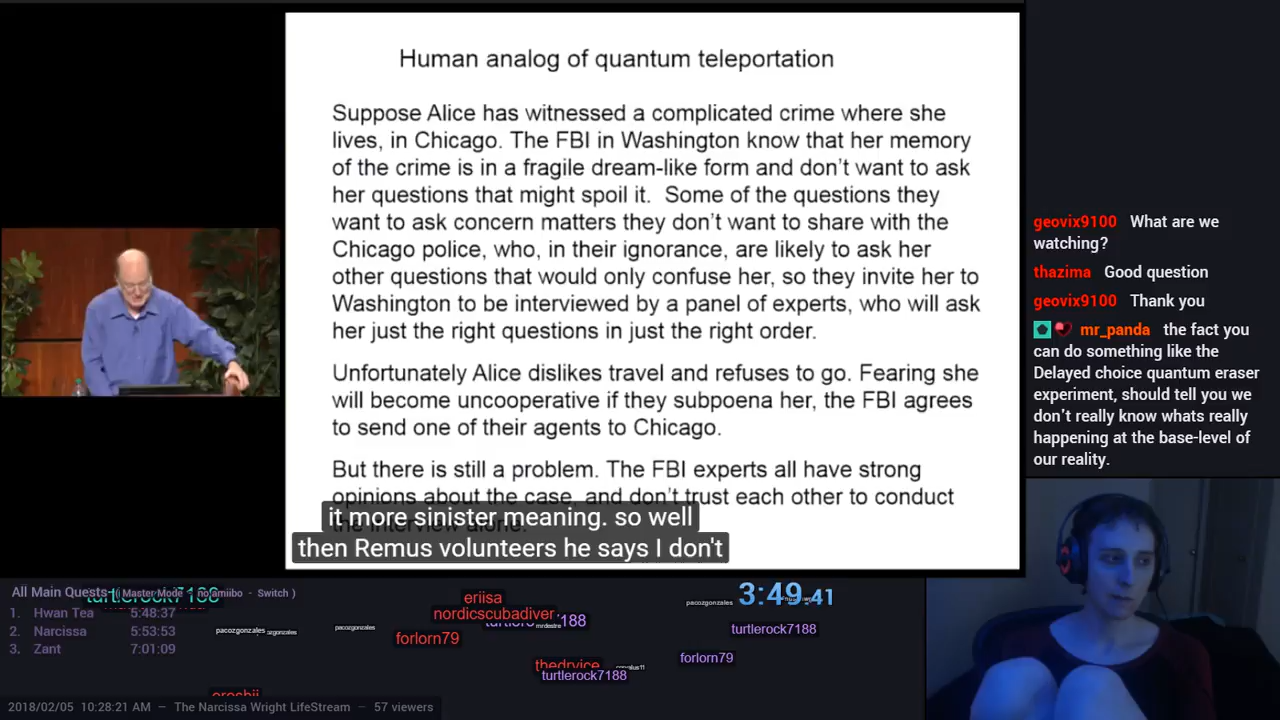 Human analog of quantum teleportation
Suppose Alice has witnessed a complicated crime where she
lives, in Chicago. The FBI in Washington know that her memory
of the crime is in a fragile dream-like form and don't want to ask
her questions that might spoil it. Some of the questions they
want to ask concern matters they don't want to share with the
Chicago police, who, in their ignorance, are likely to ask her
other questions that would only confuse her, so they invite her to
Washington to be interviewed by a panel of experts, who will ask
her just the right questions in just the right order.
Unfortunately Alice dislikes travel and refuses to go. Fearing she
will become uncooperative if they subpoena her, the FBI agrees
to send one of their agents to Chicago.
But there is still a problem. The FBI experts all have strong
opinions about the case, and don't trust each other to conduct
the interview alone.
it more sinister meaning. so well
then Remus volunteers he says I don't
geovix9100 What are we
watching?
thazima Good question
geovix9100 Thank you
mr_panda the fact you
can do something like the
Delayed choice quantum eraser
experiment, should tell you we
don't really know whats really
happening at the base-level of
our reality.
All Main Quests ( Master Mode - no amiibo - Switch )
turtlerock7188
1. Hwan Tea 5:48:37
2. Narcissa 5:53:53
3. Zant 7:01:09
pacozgonzales
pacozgonzales
eriisa
nordicscubadiver
forlorn79
thedrvice
turtlerock7188
pacozgonzales
3:49.41
turtlerock7188
forlorn79
2018/02/05 10:28:21 AM — The Narcissa Wright LifeStream — 57 viewers